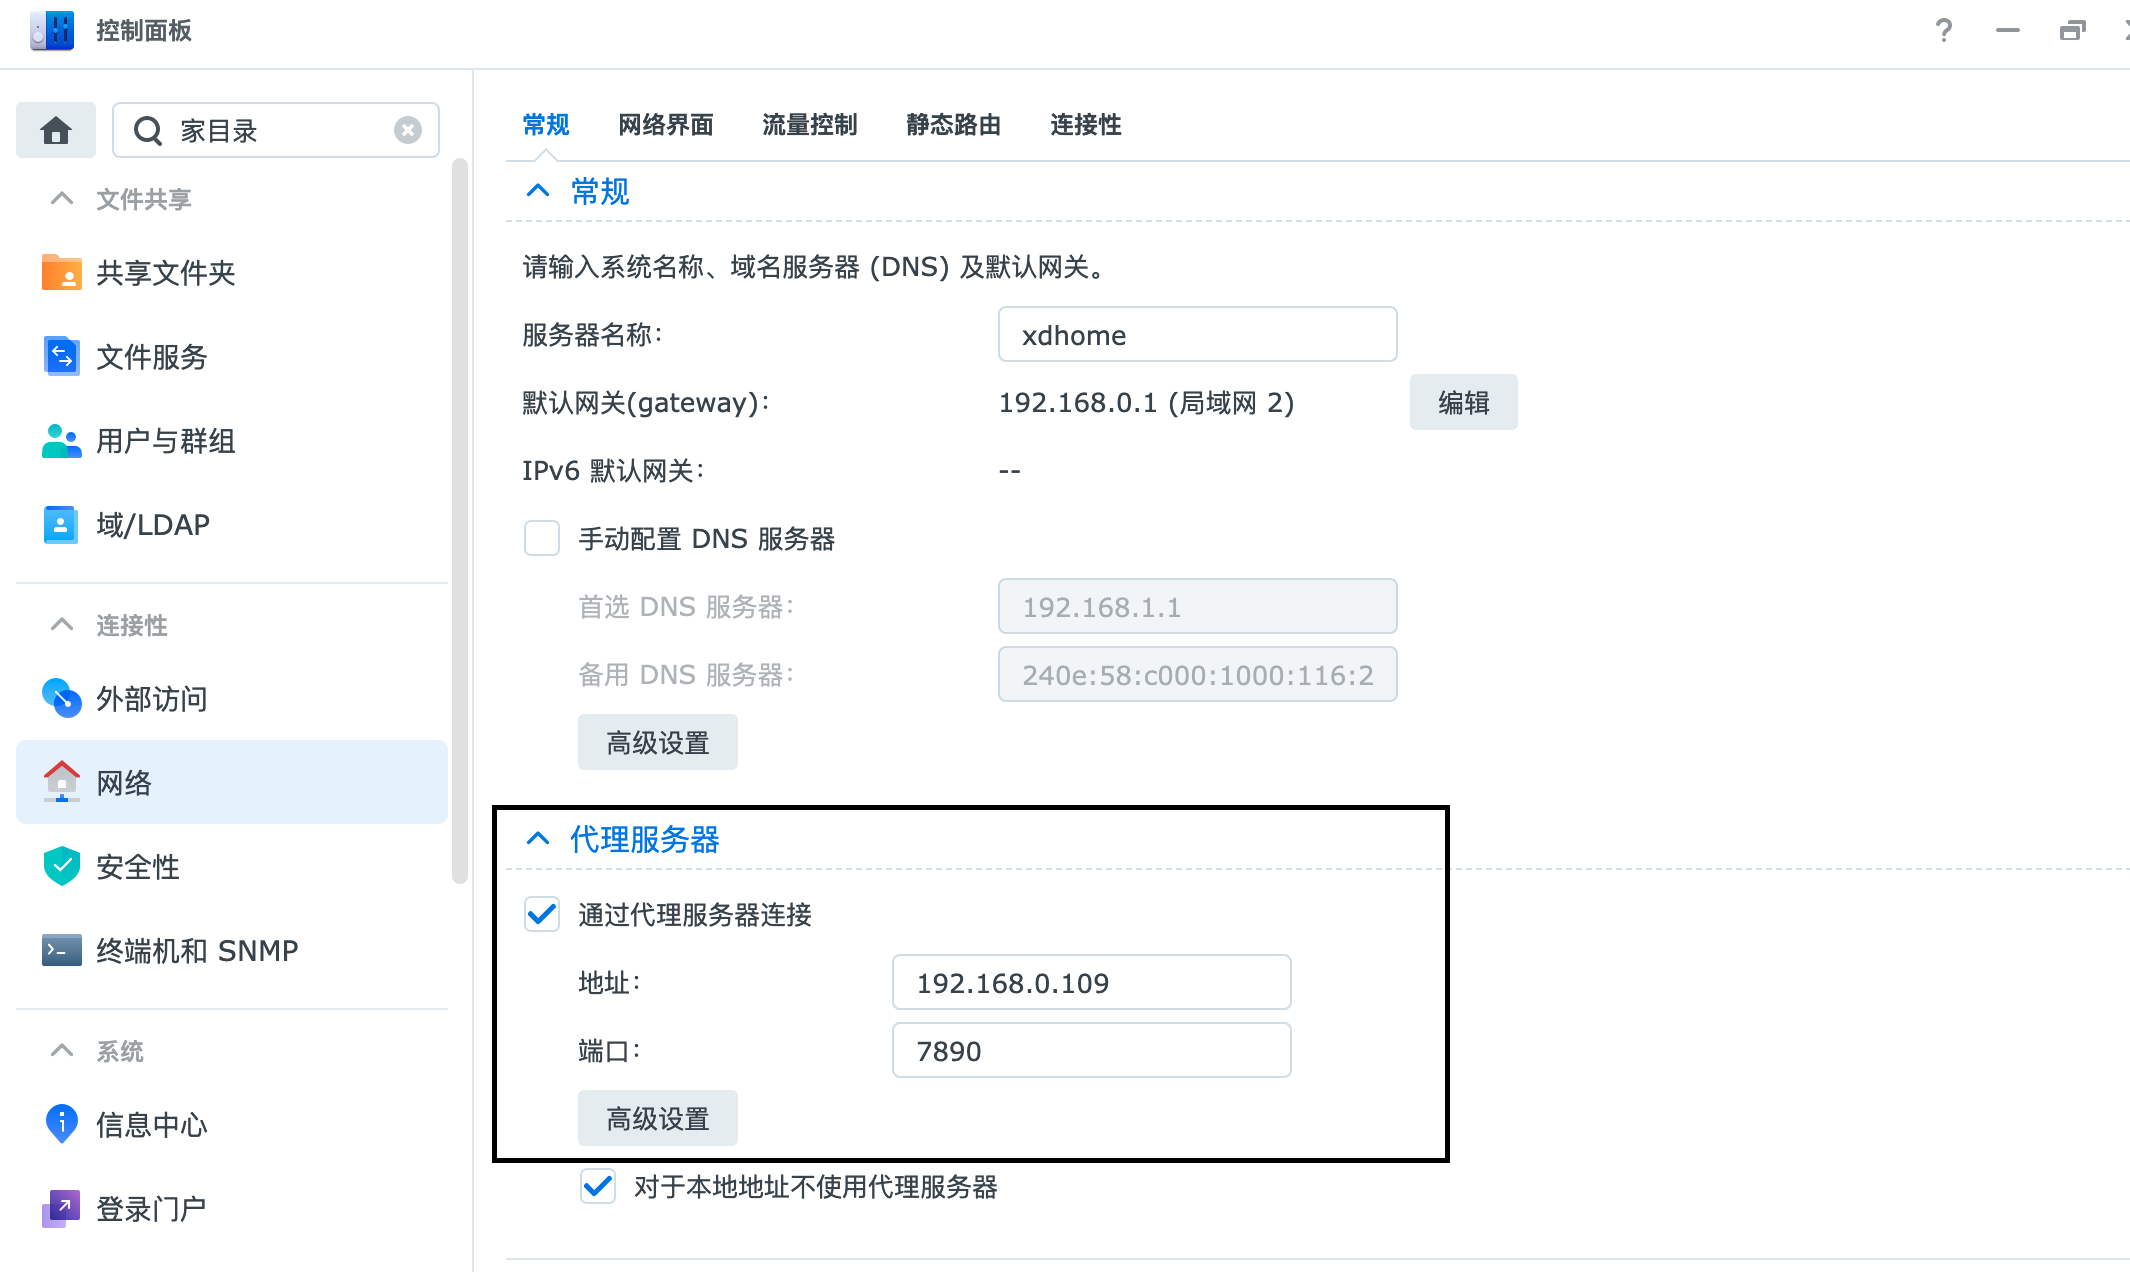 控制面板
家目录
文件共享
共享文件夹
文件服务
用户与群组
域/LDAP
连接性
外部访问
网络
安全性
终端机和 SNMP
系统
信息中心
登录门户
常规 网络界面 流量控制 静态路由 连接性
常规
请输入系统名称、域名服务器 (DNS) 及默认网关。
服务器名称: xdhome
默认网关(gateway): 192.168.0.1 (局域网 2) 编辑
IPv6 默认网关: --
手动配置 DNS 服务器
首选 DNS 服务器: 192.168.1.1
备用 DNS 服务器: 240e:58:c000:1000:116:2
高级设置
代理服务器
通过代理服务器连接
地址: 192.168.0.109
端口: 7890
高级设置
对于本地地址不使用代理服务器